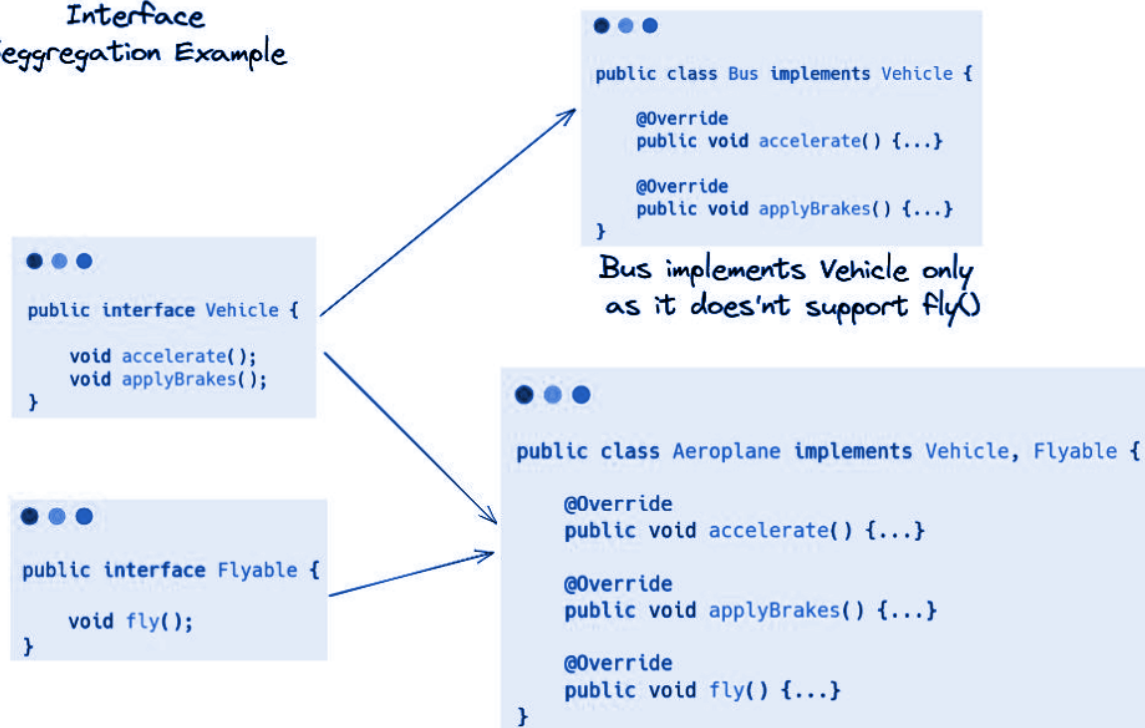 Interface
eggregation Example
public class Bus implements Vehicle {
@Override
public void accelerate() {...}
@Override
public void applyBrakes() {...}
}
Bus implements Vehicle only
as it does'nt support fly()
public interface Vehicle {
void accelerate();
void applyBrakes();
}
public interface Flyable {
void fly();
}
public class Aeroplane implements Vehicle, Flyable {
@Override
public void accelerate() {...}
@Override
public void applyBrakes() {...}
@Override
public void fly() {...}
}